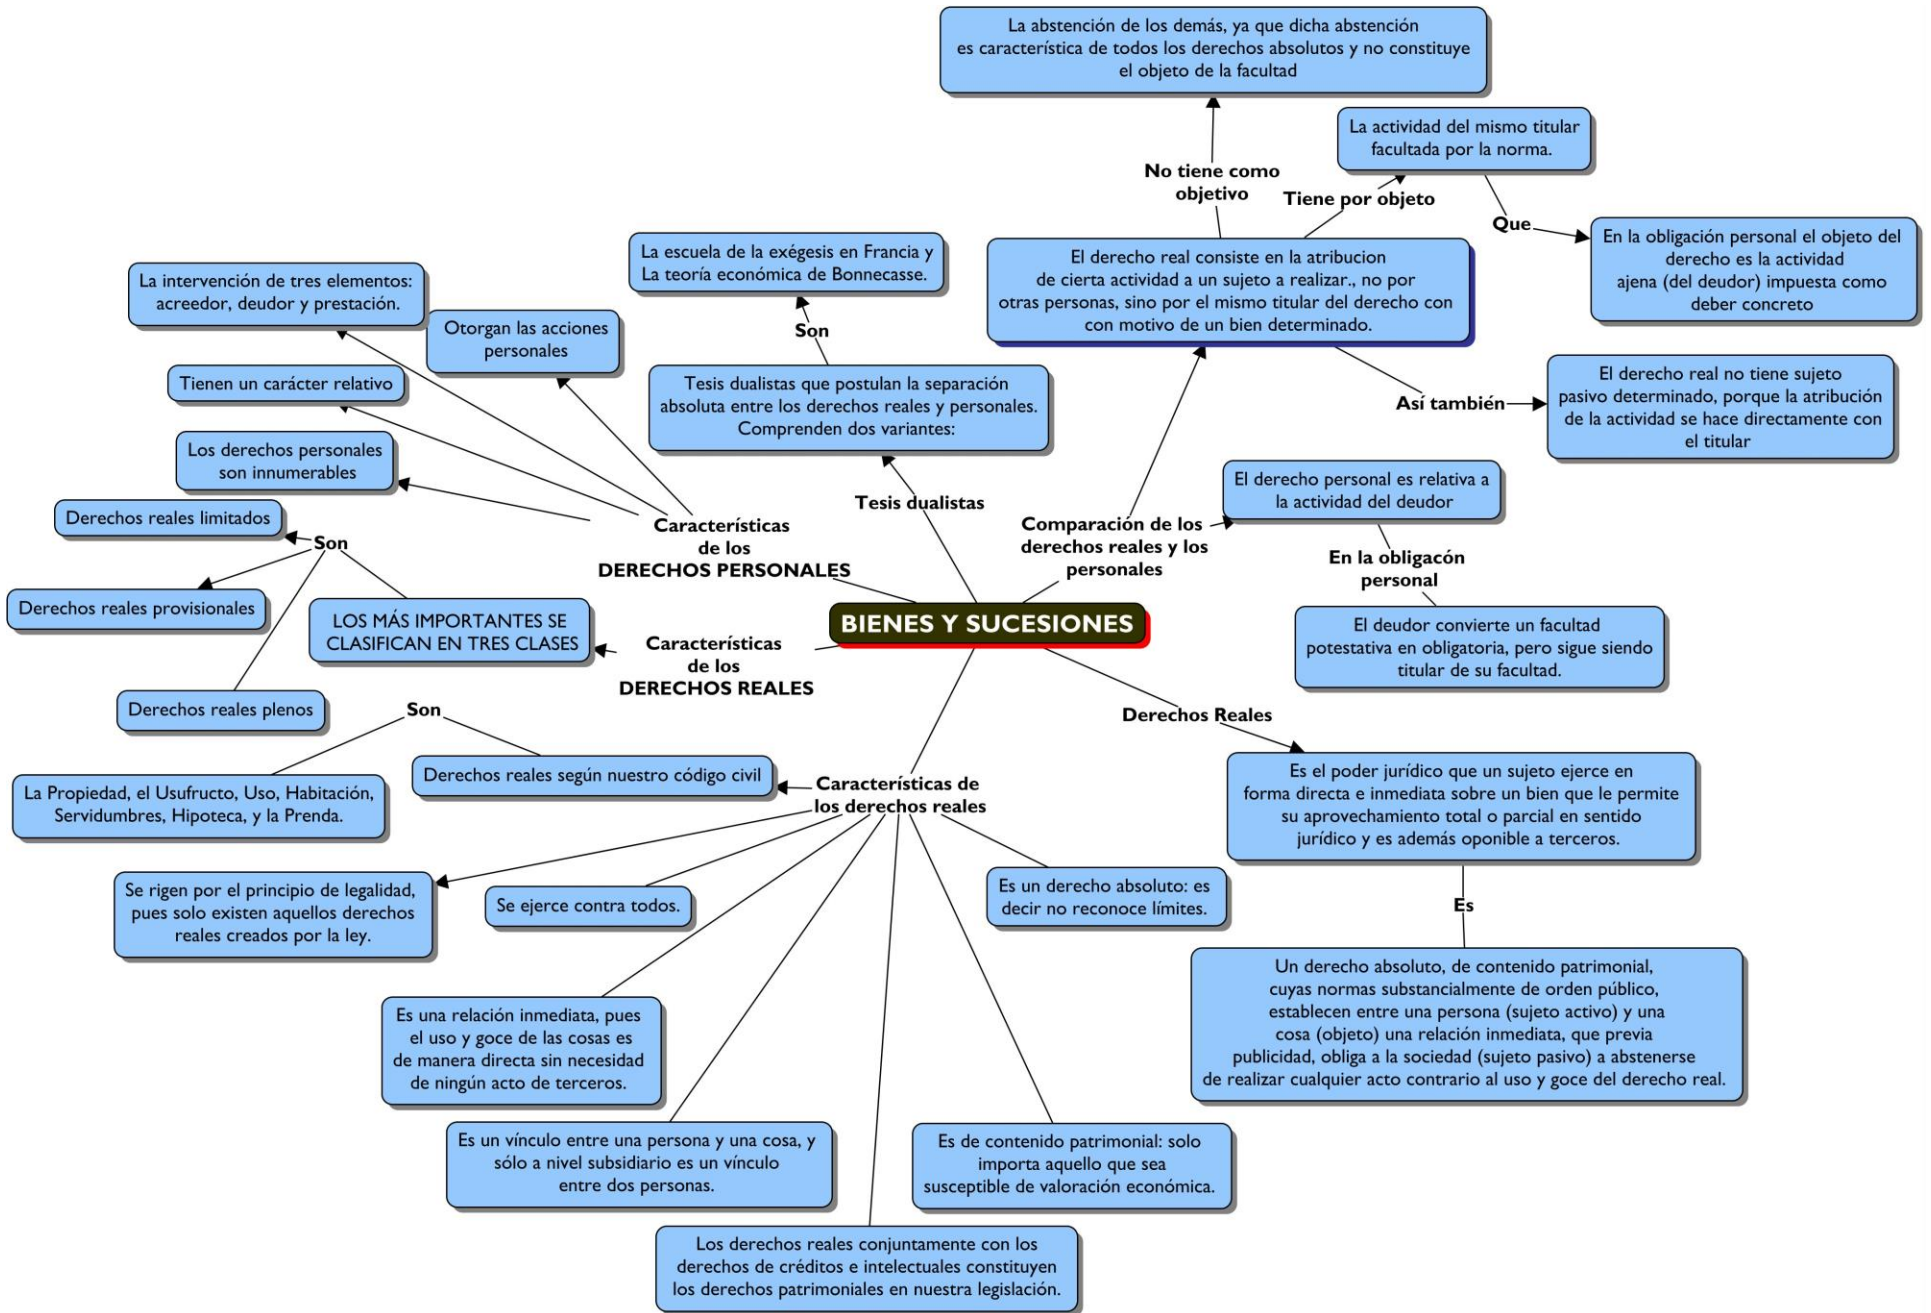 La abstención de los demás, ya que dicha abstención
es característica de todos los derechos absolutos y no constituye
el objeto de la facultad
La actividad del mismo titular
facultada por la norma.
No tiene como
objetivo
Tiene por objeto
Que
En la obligación personal el objeto del
derecho es la actividad
ajena (del deudor) impuesta como
deber concreto
La escuela de la exégesis en Francia y
La teoría económica de Bonnecasse.
El derecho real consiste en la atribucion
de cierta actividad a un sujeto a realizar., no por
otras personas, sino por el mismo titular del derecho con
con motivo de un bien determinado.
La intervención de tres elementos:
acreedor, deudor y prestación.
Otorgan las acciones
personales
Son
Tienen un carácter relativo
Tesis dualistas que postulan la separación
absoluta entre los derechos reales y personales.
Comprenden dos variantes:
Así también
El derecho real no tiene sujeto
pasivo determinado, porque la atribución
de la actividad se hace directamente con
el titular
Los derechos personales
son innumerables
El derecho personal es relativa a
la actividad del deudor
Tesis dualistas
Derechos reales limitados
Son
Características
de los
DERECHOS PERSONALES
Comparación de los
derechos reales y los
personales
En la obligacón
personal
Derechos reales provisionales
LOS MÁS IMPORTANTES SE
CLASIFICAN EN TRES CLASES
BIENES Y SUCESIONES
El deudor convierte un facultad
potestativa en obligatoria, pero sigue siendo
titular de su facultad.
Características
de los
DERECHOS REALES
Derechos reales plenos
Son
Derechos Reales
Derechos reales según nuestro código civil
Características de
los derechos reales
La Propiedad, el Usufructo, Uso, Habitación,
Servidumbres, Hipoteca, y la Prenda.
Es el poder jurídico que un sujeto ejerce en
forma directa e inmediata sobre un bien que le permite
su aprovechamiento total o parcial en sentido
jurídico y es además oponible a terceros.
Se rigen por el principio de legalidad,
pues solo existen aquellos derechos
reales creados por la ley.
Se ejerce contra todos.
Es un derecho absoluto: es
decir no reconoce límites.
Es
Es una relación inmediata, pues
el uso y goce de las cosas es
de manera directa sin necesidad
de ningún acto de terceros.
Un derecho absoluto, de contenido patrimonial,
cuyas normas substancialmente de orden público,
establecen entre una persona (sujeto activo) y una
cosa (objeto) una relación inmediata, que previa
publicidad, obliga a la sociedad (sujeto pasivo) a abstenerse
de realizar cualquier acto contrario al uso y goce del derecho real.
Es un vínculo entre una persona y una cosa, y
sólo a nivel subsidiario es un vínculo
entre dos personas.
Es de contenido patrimonial: solo
importa aquello que sea
susceptible de valoración económica.
Los derechos reales conjuntamente con los
derechos de créditos e intelectuales constituyen
los derechos patrimoniales en nuestra legislación.